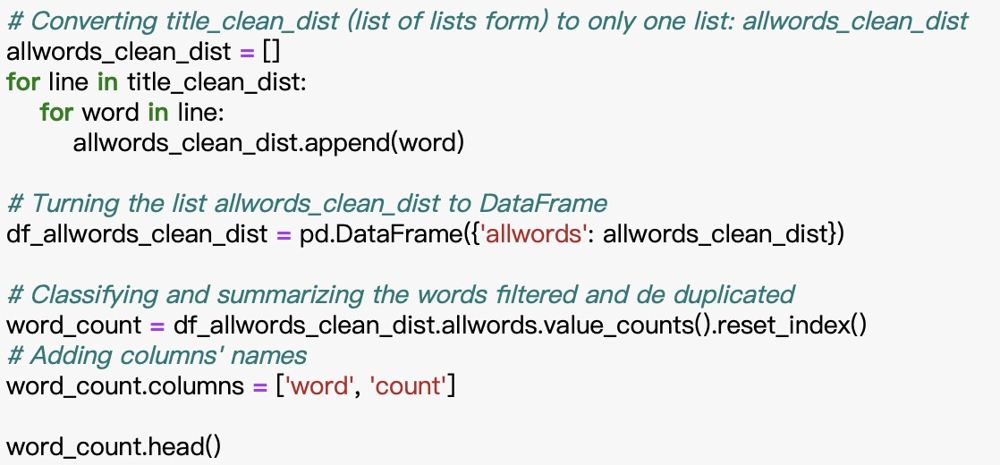 # Converting title_clean_dist (list of lists form) to only one list: allwords_clean_dist
allwords_clean_dist = []
for line in title_clean_dist:
    for word in line:
        allwords_clean_dist.append(word)

# Turning the list allwords_clean_dist to DataFrame
df_allwords_clean_dist = pd.DataFrame({'allwords': allwords_clean_dist})

# Classifying and summarizing the words filtered and de duplicated
word_count = df_allwords_clean_dist.allwords.value_counts().reset_index()
# Adding columns' names
word_count.columns = ['word', 'count']

word_count.head()